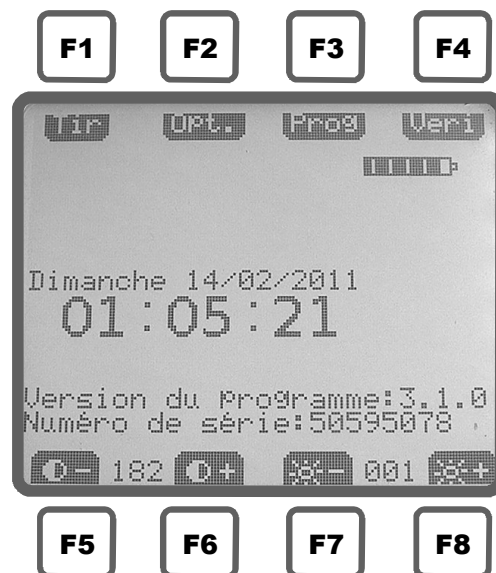 F1 F2 F3 F4
Tir Opt. Prog Veri
Dimanche 14/02/2011
01:05:21
Version du Programme:3.1.0
Numéro de série:50595078
- 182 + - 001 +
F5 F6 F7 F8